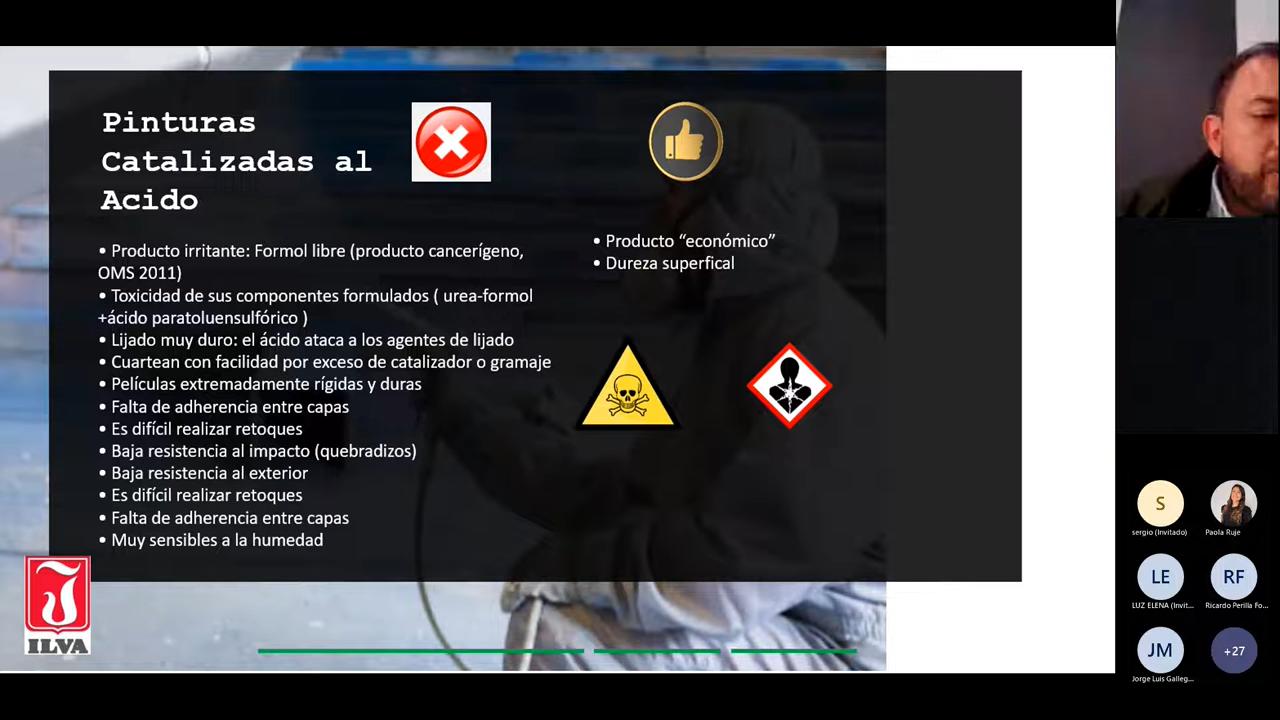 Pinturas
Catalizadas al
Acido
• Producto irritante: Formol libre (producto cancerígeno,
OMS 2011)
• Toxicidad de sus componentes formulados ( urea-formol
+ácido paratoluensulfórico )
• Lijado muy duro: el ácido ataca a los agentes de lijado
• Cuartean con facilidad por exceso de catalizador o gramaje
• Películas extremadamente rígidas y duras
• Falta de adherencia entre capas
• Es difícil realizar retoques
• Baja resistencia al impacto (quebradizos)
• Baja resistencia al exterior
• Es difícil realizar retoques
• Falta de adherencia entre capas
• Muy sensibles a la humedad
• Producto “económico”
• Dureza superfical
ILVA
S
sergio (Invitado)
Paola Ruje
LE
LUZ ELENA (Invit...
RF
Ricardo Perilla Fo...
JM
Jorge Luis Galleg...
+27